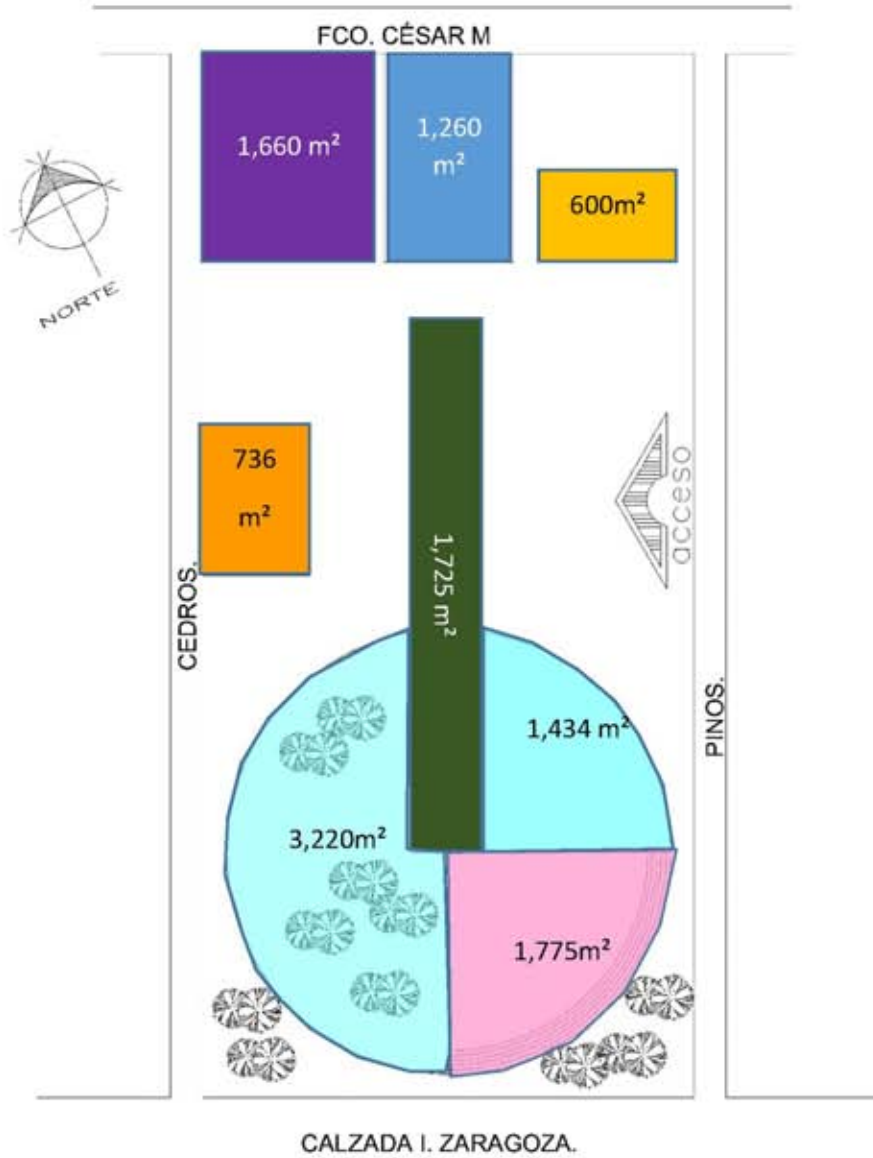 FCO. CÉSAR M
1,660 m²
1,260
m²
600m²
NORTE
736
m²
acceso
1,725 m²
CEDROS.
PINOS.
1,434 m²
3,220m²
1,775m²
CALZADA I. ZARAGOZA.